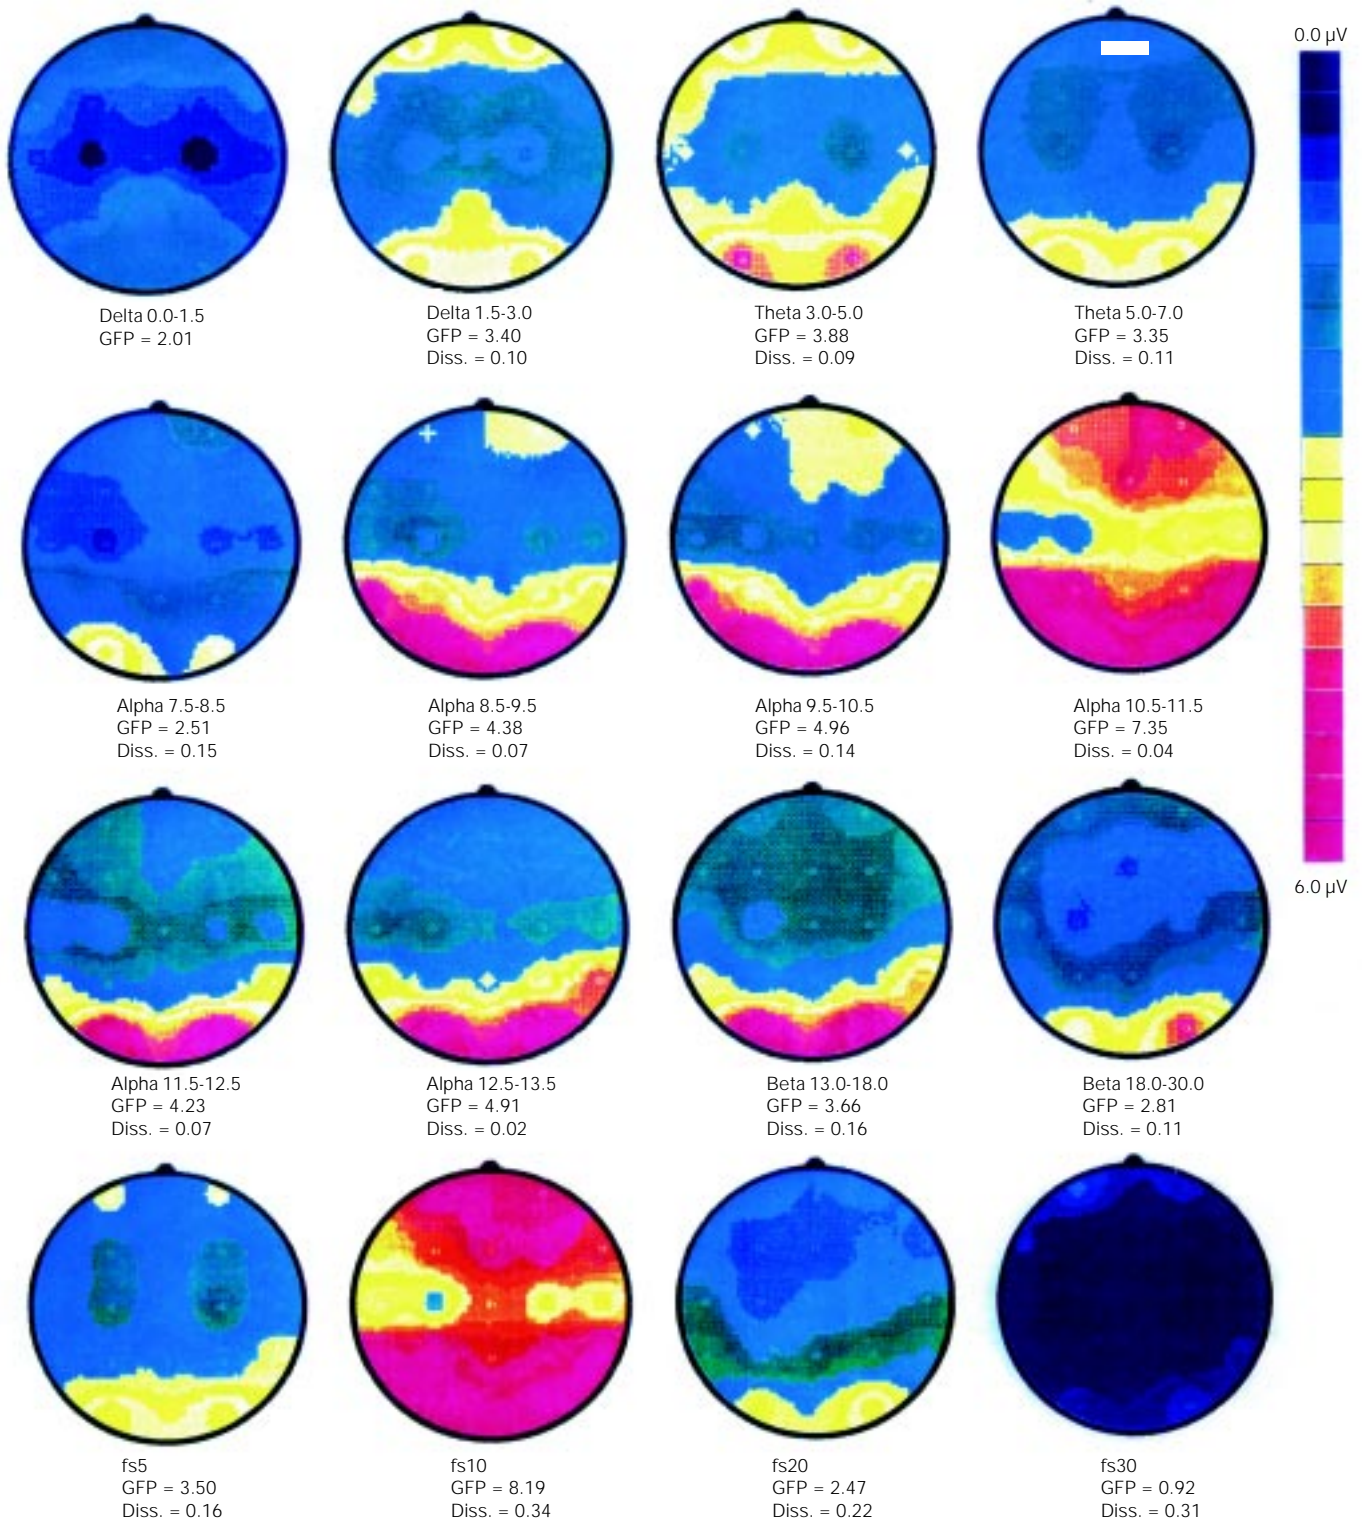 0.0 µV
Delta 0.0-1.5
GFP = 2.01
Delta 1.5-3.0
GFP = 3.40
Diss. = 0.10
Theta 3.0-5.0
GFP = 3.88
Diss. = 0.09
Theta 5.0-7.0
GFP = 3.35
Diss. = 0.11
Alpha 7.5-8.5
GFP = 2.51
Diss. = 0.15
Alpha 8.5-9.5
GFP = 4.38
Diss. = 0.07
Alpha 9.5-10.5
GFP = 4.96
Diss. = 0.14
Alpha 10.5-11.5
GFP = 7.35
Diss. = 0.04
6.0 µV
Alpha 11.5-12.5
GFP = 4.23
Diss. = 0.07
Alpha 12.5-13.5
GFP = 4.91
Diss. = 0.02
Beta 13.0-18.0
GFP = 3.66
Diss. = 0.16
Beta 18.0-30.0
GFP = 2.81
Diss. = 0.11
fs5
GFP = 3.50
Diss. = 0.16
fs10
GFP = 8.19
Diss. = 0.34
fs20
GFP = 2.47
Diss. = 0.22
fs30
GFP = 0.92
Diss. = 0.31